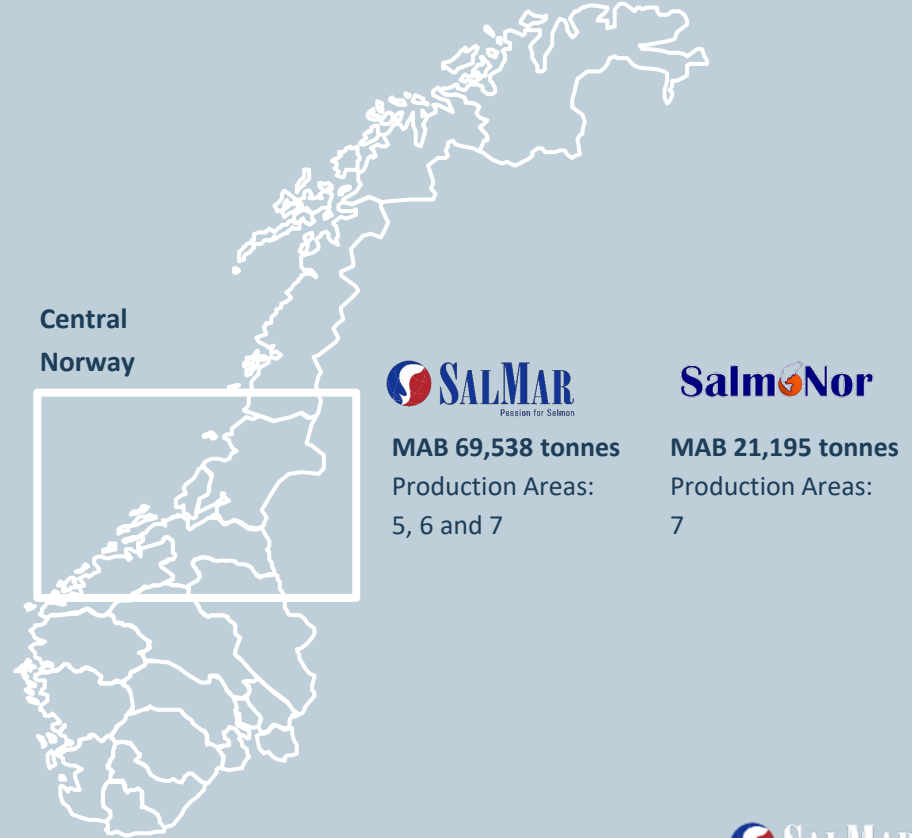 Central
Norway
SALMAR
Passion for Salmon
MAB 69,538 tonnes
Production Areas:
5, 6 and 7
SalmoNor
MAB 21,195 tonnes
Production Areas:
7
SALMAR